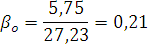 βₒ = 5,75 / 27,23 = 0,21